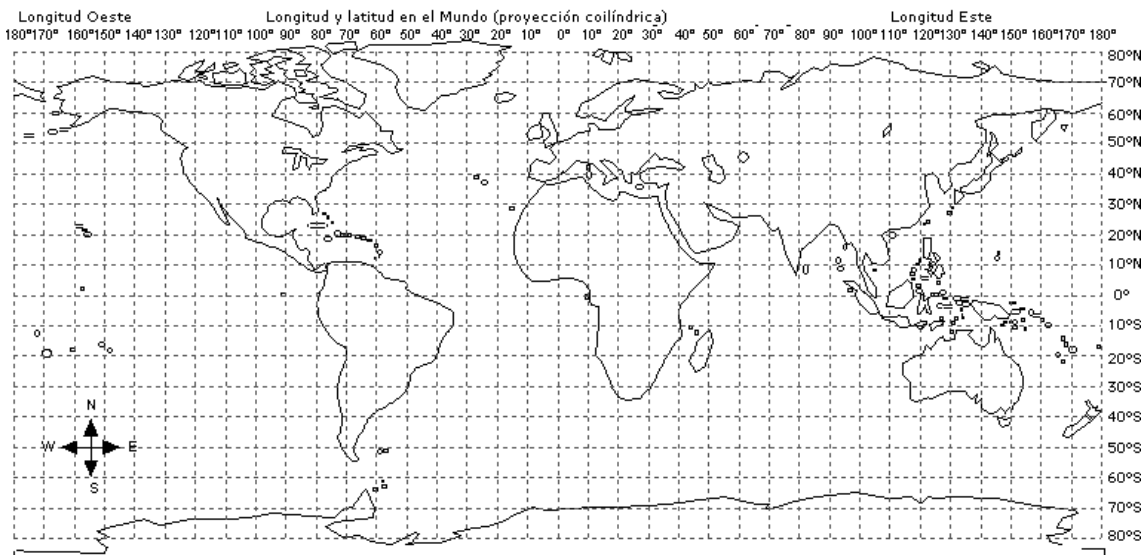 Longitud Oeste Longitud y latitud en el Mundo (proyección coilíndrica) Longitud Este
180° 170° 160° 150° 140° 130° 120° 110° 100° 90° 80° 70° 60° 50° 40° 30° 20° 10° 0° 10° 20° 30° 40° 50° 60° 70° 80° 90° 100° 110° 120° 130° 140° 150° 160° 170° 180°
80°N
70°N
60°N
50°N
40°N
30°N
20°N
10°N
0°
10°S
20°S
30°S
40°S
N
W E
50°S
S
60°S
70°S
80°S